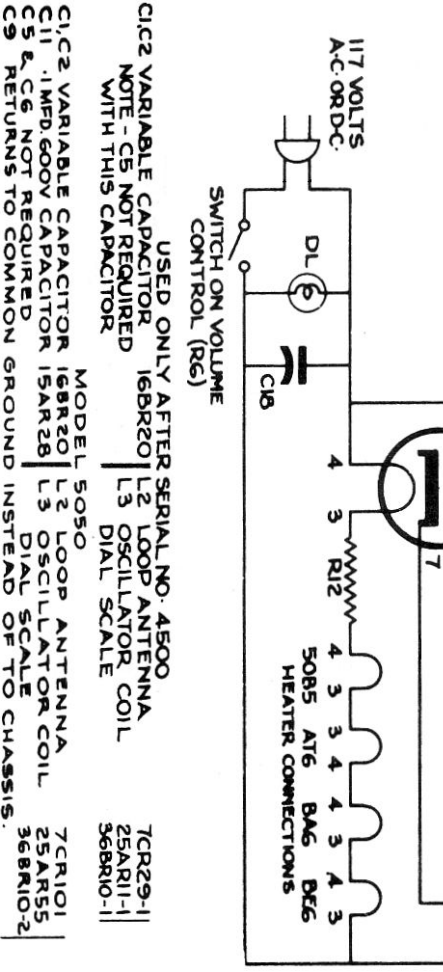 7
117 VOLTS
A·C· OR D·C·
DL
C18
4 3 R12 4 3 3 4 4 3 4 3
50B5 AT6 BA6 BE6
HEATER CONNECTIONS
SWITCH ON VOLUME
CONTROL (R6)
USED ONLY AFTER SERIAL NO. 4500
C1,C2 VARIABLE CAPACITOR 16BR20 L2 LOOP ANTENNA 7CR29-1
NOTE - C5 NOT REQUIRED L3 OSCILLATOR COIL 25AR11-1
WITH THIS CAPACITOR DIAL SCALE 36BR10-1
MODEL 5050
C1,C2 VARIABLE CAPACITOR 16BR20 L2 LOOP ANTENNA 7CR101
C11 .1 MFD. 600V CAPACITOR 15AR28 L3 OSCILLATOR COIL 25AR55
C5 & C6 NOT REQUIRED DIAL SCALE 36BR10-2
C9 RETURNS TO COMMON GROUND INSTEAD OF TO CHASSIS.